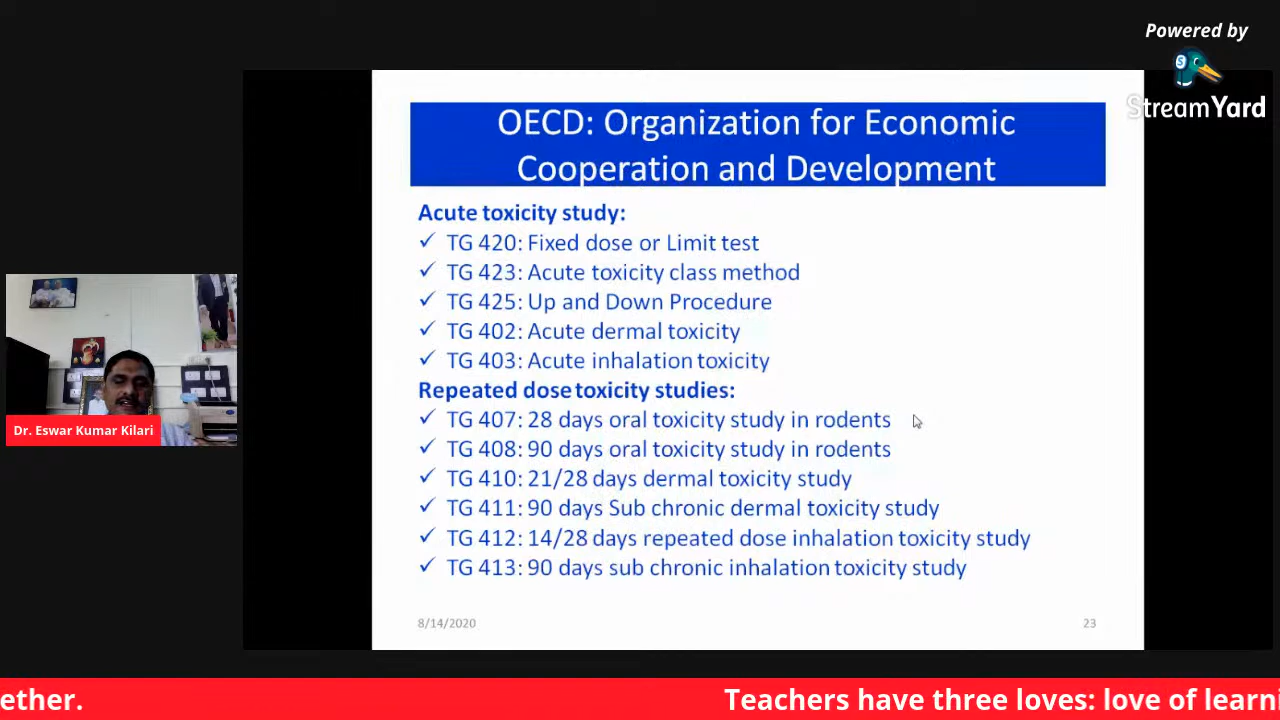 Powered by
StreamYard
OECD: Organization for Economic
Cooperation and Development
Acute toxicity study:
✓ TG 420: Fixed dose or Limit test
✓ TG 423: Acute toxicity class method
✓ TG 425: Up and Down Procedure
✓ TG 402: Acute dermal toxicity
✓ TG 403: Acute inhalation toxicity
Repeated dose toxicity studies:
✓ TG 407: 28 days oral toxicity study in rodents
✓ TG 408: 90 days oral toxicity study in rodents
✓ TG 410: 21/28 days dermal toxicity study
✓ TG 411: 90 days Sub chronic dermal toxicity study
✓ TG 412: 14/28 days repeated dose inhalation toxicity study
✓ TG 413: 90 days sub chronic inhalation toxicity study
8/14/2020
23
Dr. Eswar Kumar Kilari
ether.
Teachers have three loves: love of learni